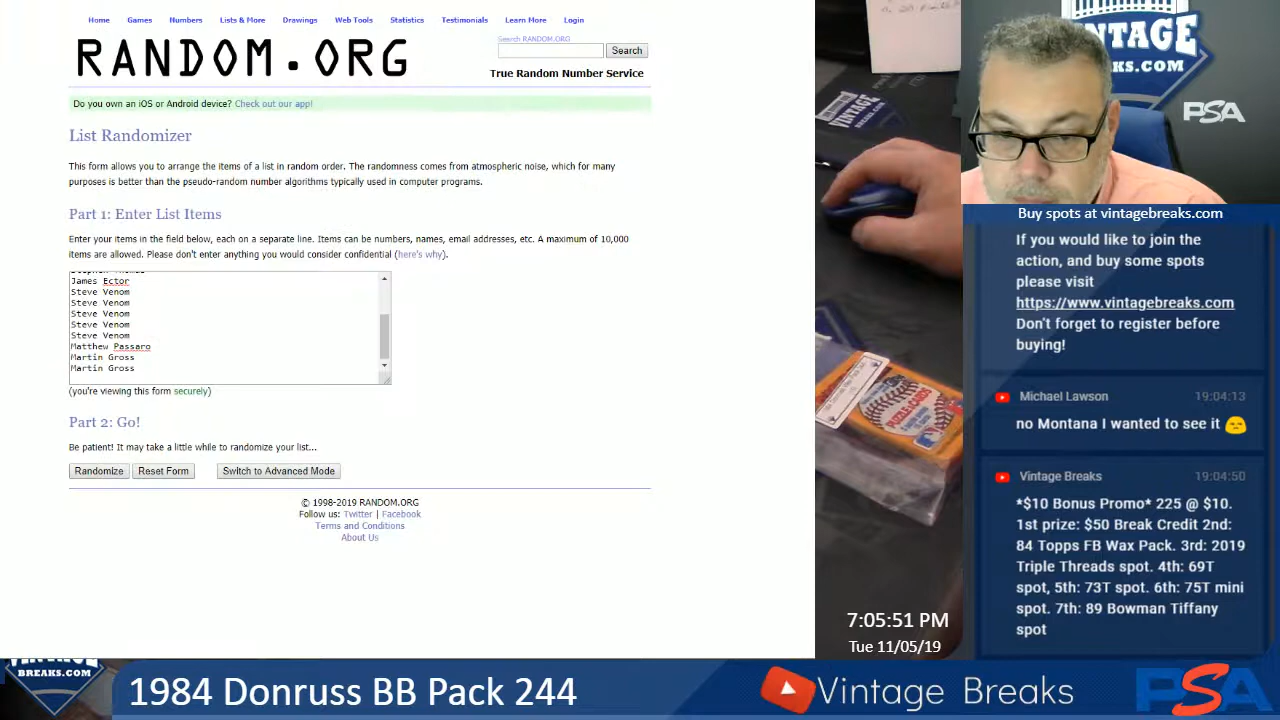 Home Games Numbers Lists & More Drawings Web Tools Statistics Testimonials Learn More Login
RANDOM.ORG
Search RANDOM.ORG
Search
True Random Number Service
Do you own an iOS or Android device? Check out our app!
List Randomizer
This form allows you to arrange the items of a list in random order. The randomness comes from atmospheric noise, which for many
purposes is better than the pseudo-random number algorithms typically used in computer programs.
Part 1: Enter List Items
Enter your items in the field below, each on a separate line. Items can be numbers, names, email addresses, etc. A maximum of 10,000
items are allowed. Please don't enter anything you would consider confidential (here's why).
James Ector
Steve Venom
Steve Venom
Steve Venom
Steve Venom
Steve Venom
Matthew Passaro
Martin Gross
Martin Gross
(you're viewing this form securely)
Part 2: Go!
Be patient! It may take a little while to randomize your list...
Randomize Reset Form Switch to Advanced Mode
© 1998-2019 RANDOM.ORG
Follow us: Twitter | Facebook
Terms and Conditions
About Us
VINTAGE
BREAKS.COM
PSA
Buy spots at vintagebreaks.com
If you would like to join the
action, and buy some spots
please visit
https://www.vintagebreaks.com
Don't forget to register before
buying!
Michael Lawson 19:04:13
no Montana I wanted to see it
Vintage Breaks 19:04:50
*$10 Bonus Promo* 225 @ $10.
1st prize: $50 Break Credit 2nd:
84 Topps FB Wax Pack. 3rd: 2019
Triple Threads spot. 4th: 69T
spot, 5th: 73T spot. 6th: 75T mini
spot. 7th: 89 Bowman Tiffany
spot
7:05:51 PM
Tue 11/05/19
BREAKS.COM
1984 Donruss BB Pack 244
Vintage Breaks
PSA